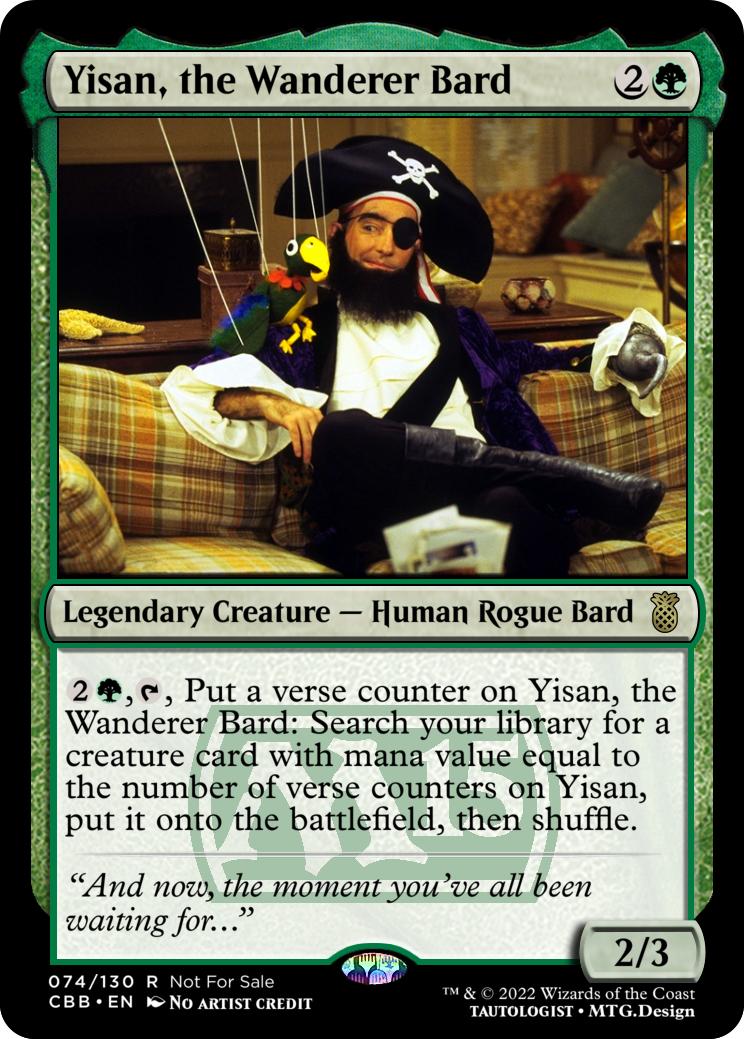 Yisan, the Wanderer Bard 2
Legendary Creature — Human Rogue Bard
2 , , Put a verse counter on Yisan, the
Wanderer Bard: Search your library for a
creature card with mana value equal to
the number of verse counters on Yisan,
put it onto the battlefield, then shuffle.
M15
“And now, the moment you’ve all been
waiting for...”
2/3
074/130 R Not For Sale
CBB • EN No artist credit
™ & © 2022 Wizards of the Coast
TAUTOLOGIST • MTG.Design